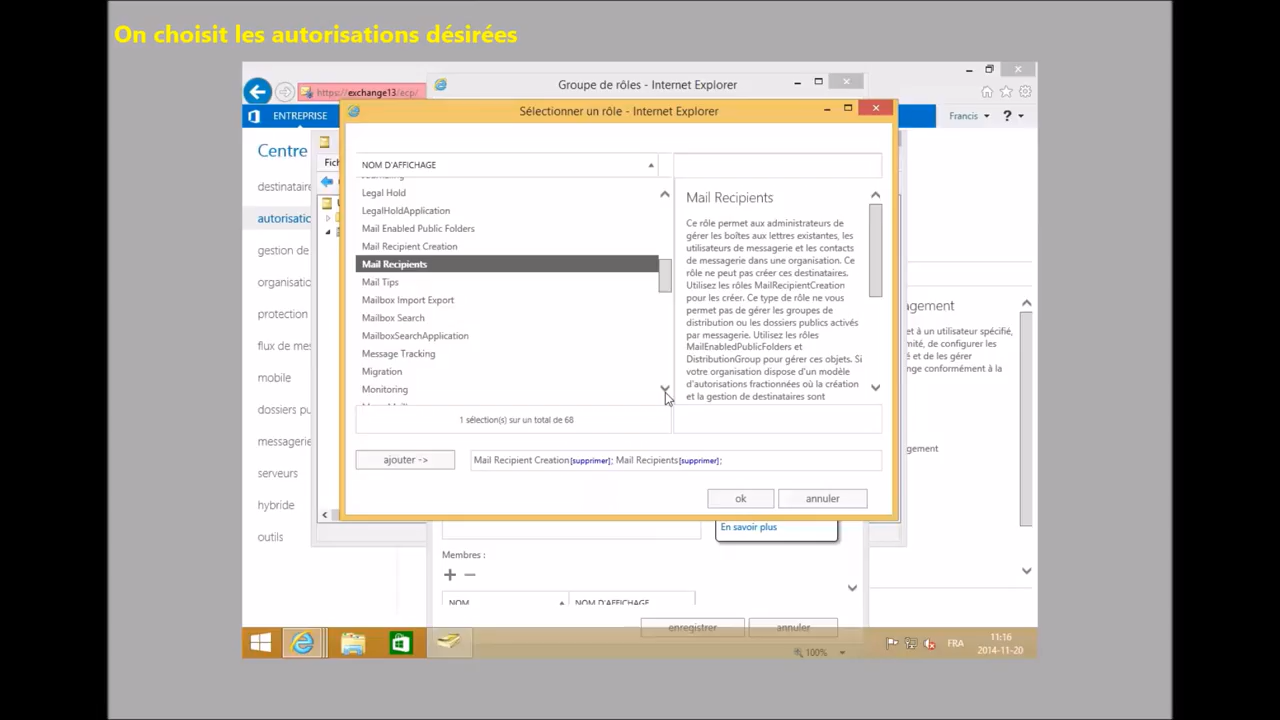 On choisit les autorisations désirées
Groupe de rôles - Internet Explorer
https://exchange13/ecp/
Sélectionner un rôle - Internet Explorer
ENTREPRISE
Francis
?
Centre
Fich
destinataire
autorisatic
gestion de
organisatio
protection
flux de mes
mobile
dossiers pu
messagerie
serveurs
hybride
outils
NOM D'AFFICHAGE
Legal Hold
LegalHoldApplication
Mail Enabled Public Folders
Mail Recipient Creation
Mail Recipients
Mail Tips
Mailbox Import Export
Mailbox Search
MailboxSearchApplication
Message Tracking
Migration
Monitoring
1 sélection(s) sur un total de 68
Mail Recipients
Ce rôle permet aux administrateurs de
gérer les boîtes aux lettres existantes, les
utilisateurs de messagerie et les contacts
de messagerie dans une organisation. Ce
rôle ne peut pas créer ces destinataires.
Utilisez les rôles MailRecipientCreation
pour les créer. Ce type de rôle ne vous
permet pas de gérer les groupes de
distribution ou les dossiers publics activés
par messagerie. Utilisez les rôles
MailEnabledPublicFolders et
DistributionGroup pour gérer ces objets. Si
votre organisation dispose d'un modèle
d'autorisations fractionnées où la création
et la gestion de destinataires sont
ajouter ->
Mail Recipient Creation[supprimer]; Mail Recipients[supprimer];
ok
annuler
agement
et à un utilisateur spécifié,
mité, de configurer les
et de les gérer
nge conformément à la
agement
En savoir plus
Membres :
NOM
NOM D'AFFICHAGE
enregistrer
annuler
100%
FRA
11:16
2014-11-20